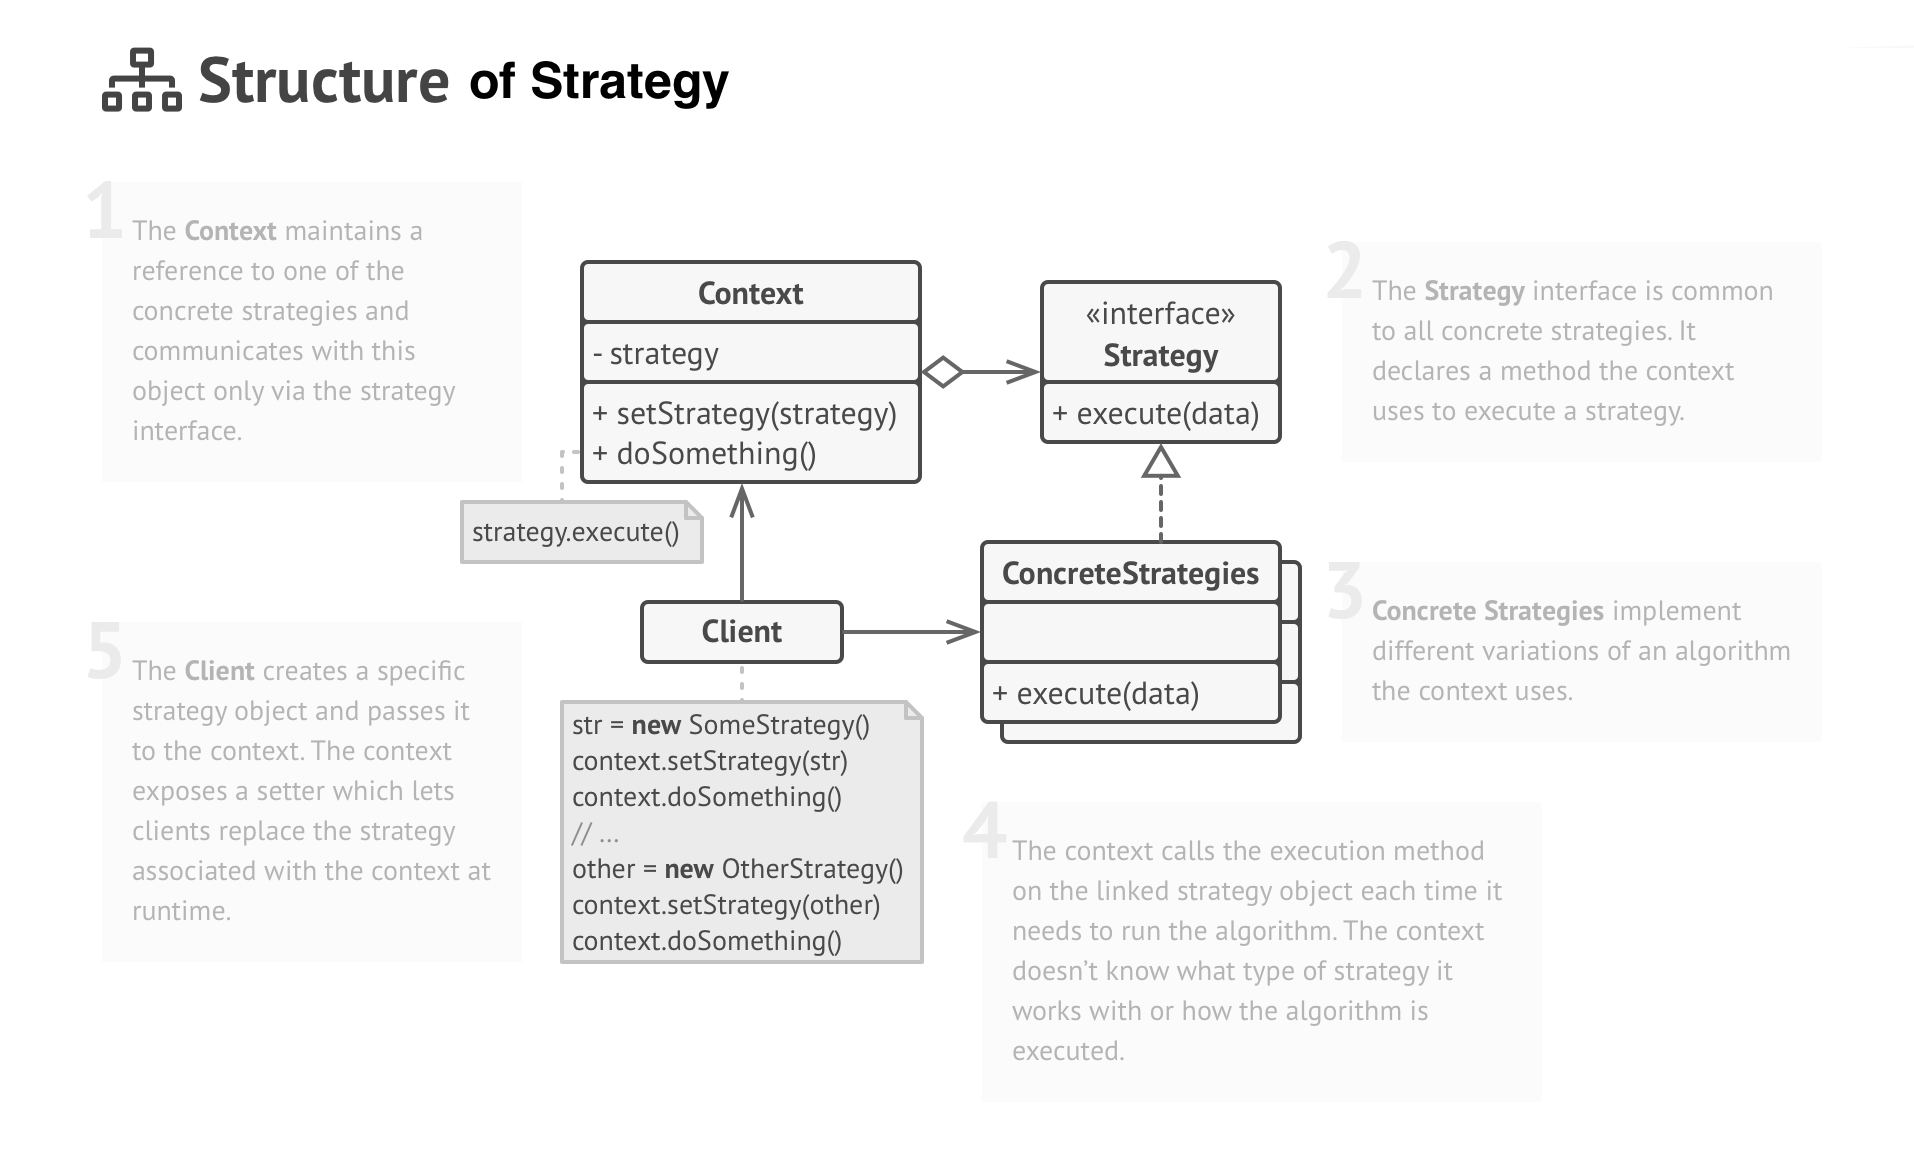 Structure of Strategy
1
The Context maintains a
reference to one of the
concrete strategies and
communicates with this
object only via the strategy
interface.
Context
- strategy
+ setStrategy(strategy)
+ doSomething()
strategy.execute()
«interface»
Strategy
+ execute(data)
2
The Strategy interface is common
to all concrete strategies. It
declares a method the context
uses to execute a strategy.
ConcreteStrategies
+ execute(data)
3
Concrete Strategies implement
different variations of an algorithm
the context uses.
4
The context calls the execution method
on the linked strategy object each time it
needs to run the algorithm. The context
doesn’t know what type of strategy it
works with or how the algorithm is
executed.
5
The Client creates a specific
strategy object and passes it
to the context. The context
exposes a setter which lets
clients replace the strategy
associated with the context at
runtime.
Client
str = new SomeStrategy()
context.setStrategy(str)
context.doSomething()
// ...
other = new OtherStrategy()
context.setStrategy(other)
context.doSomething()